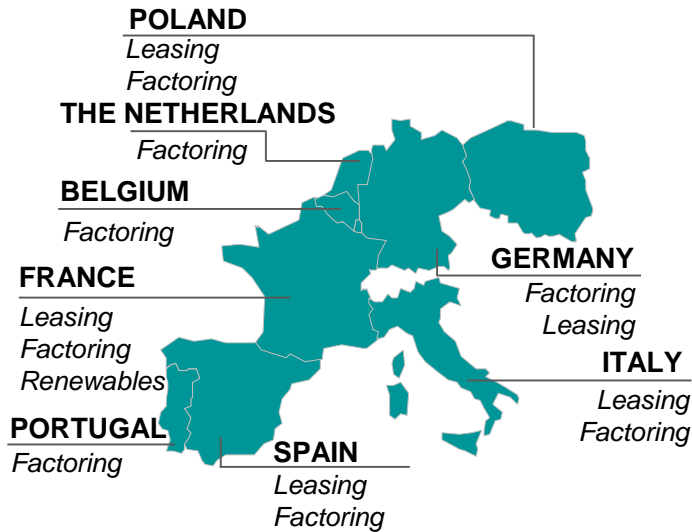 POLAND
Leasing
Factoring
THE NETHERLANDS
Factoring
BELGIUM
Factoring
FRANCE
Leasing
Factoring
Renewables
PORTUGAL
Factoring
SPAIN
Leasing
Factoring
GERMANY
Factoring
Leasing
ITALY
Leasing
Factoring